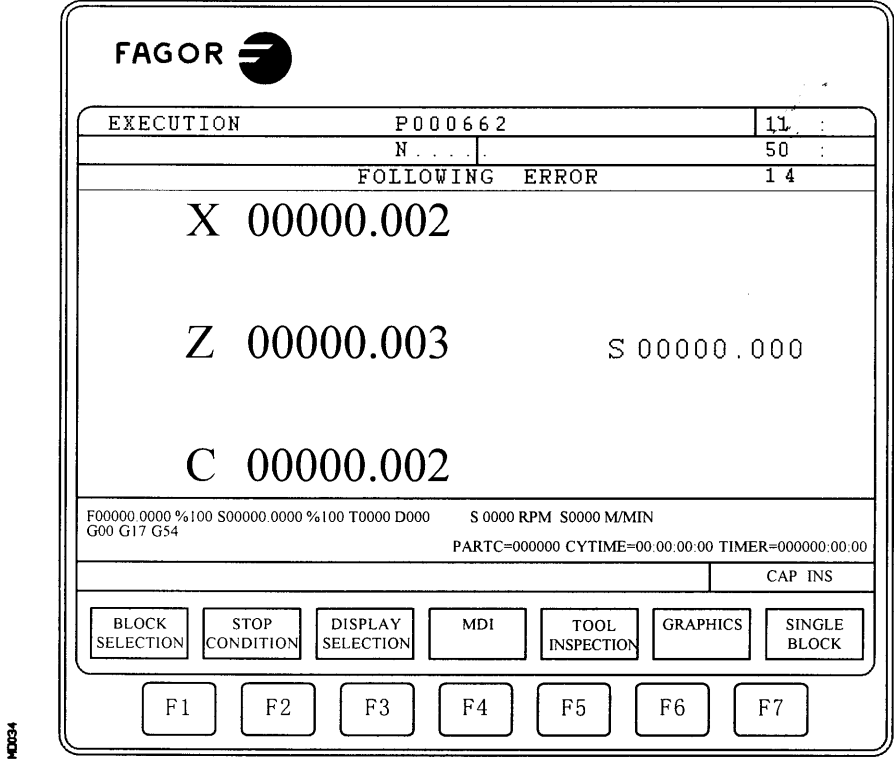 FAGOR
EXECUTION P000662 11 :
N..... 50 :
FOLLOWING ERROR 14
X 00000.002
Z 00000.003 S 00000.000
C 00000.002
F00000.0000 %100 S00000.0000 %100 T0000 D000 S 0000 RPM S0000 M/MIN
G00 G17 G54
PARTC=000000 CYTIME=00:00:00:00 TIMER=000000:00:00
CAP INS
BLOCK SELECTION
STOP CONDITION
DISPLAY SELECTION
MDI
TOOL INSPECTION
GRAPHICS
SINGLE BLOCK
F1 F2 F3 F4 F5 F6 F7
MD034